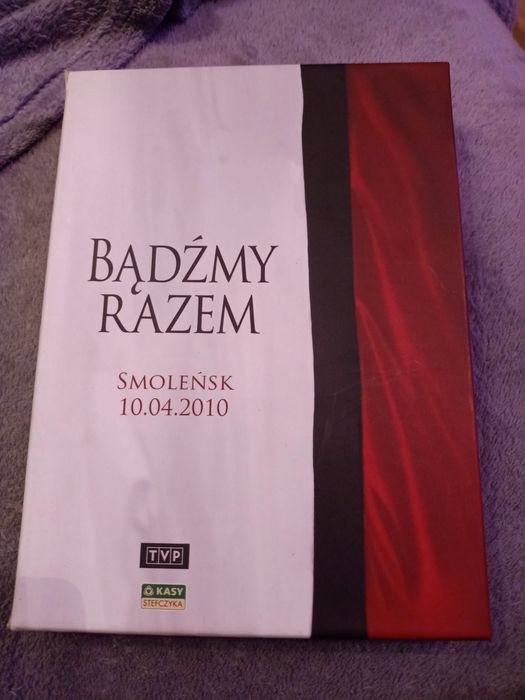 BĄDŹMY
RAZEM
SMOLEŃSK
10.04.2010
TVP
KASY
STEFCZYKA